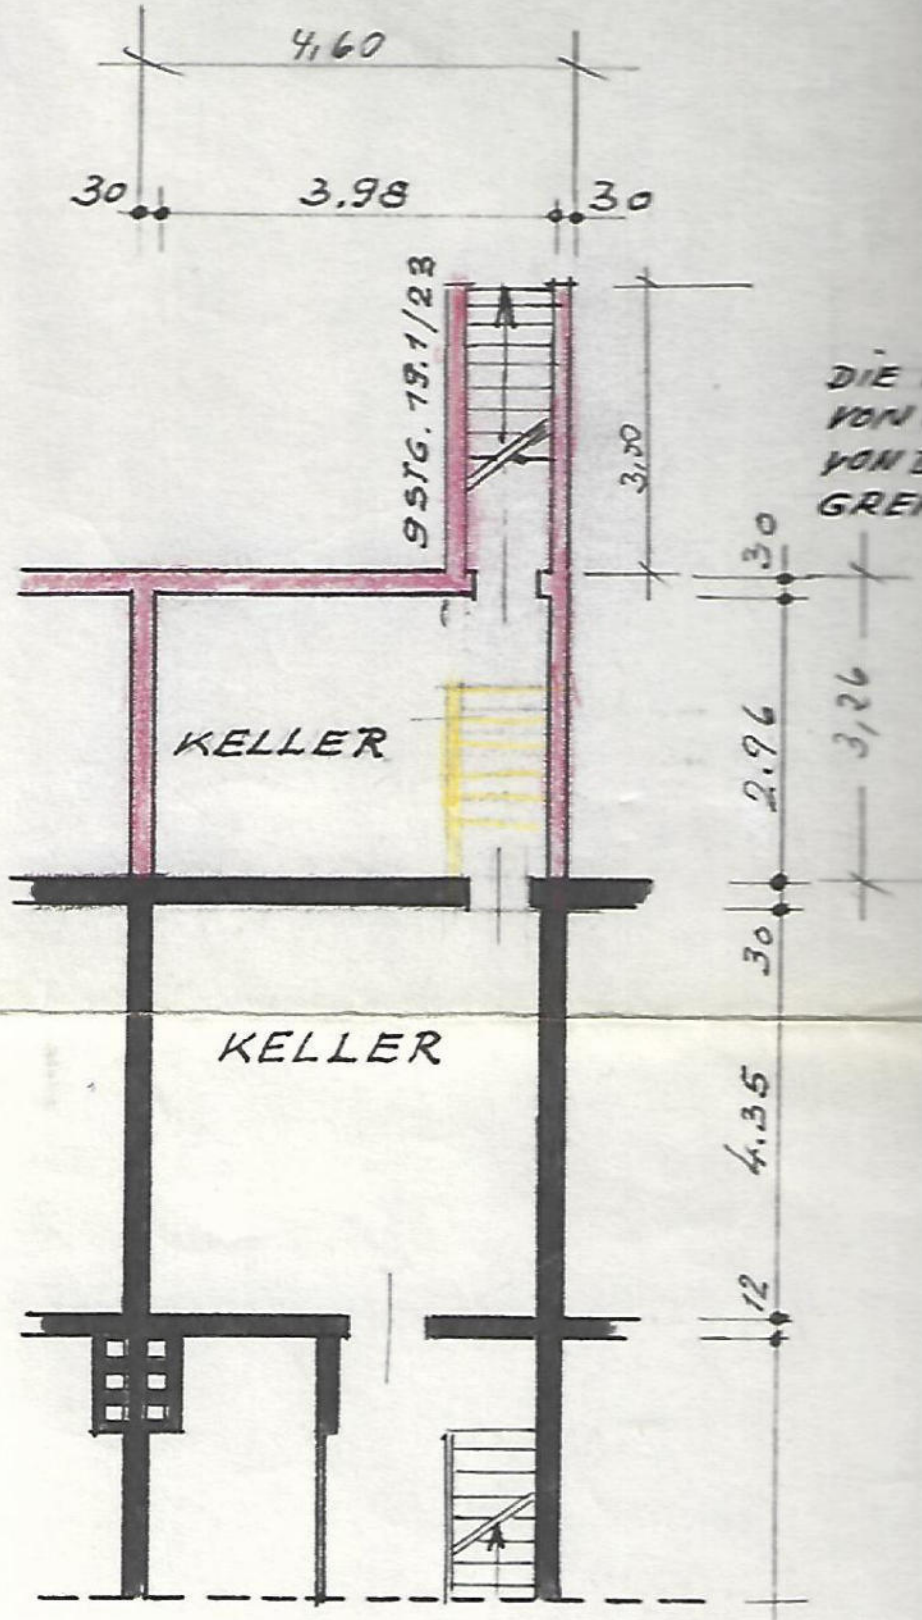 4,60
30 3.98 30
9 STG. 19.1/23
3,50
DIE
VON
VON
GREN
30
2.96
3,26
KELLER
30
KELLER
4.35
12